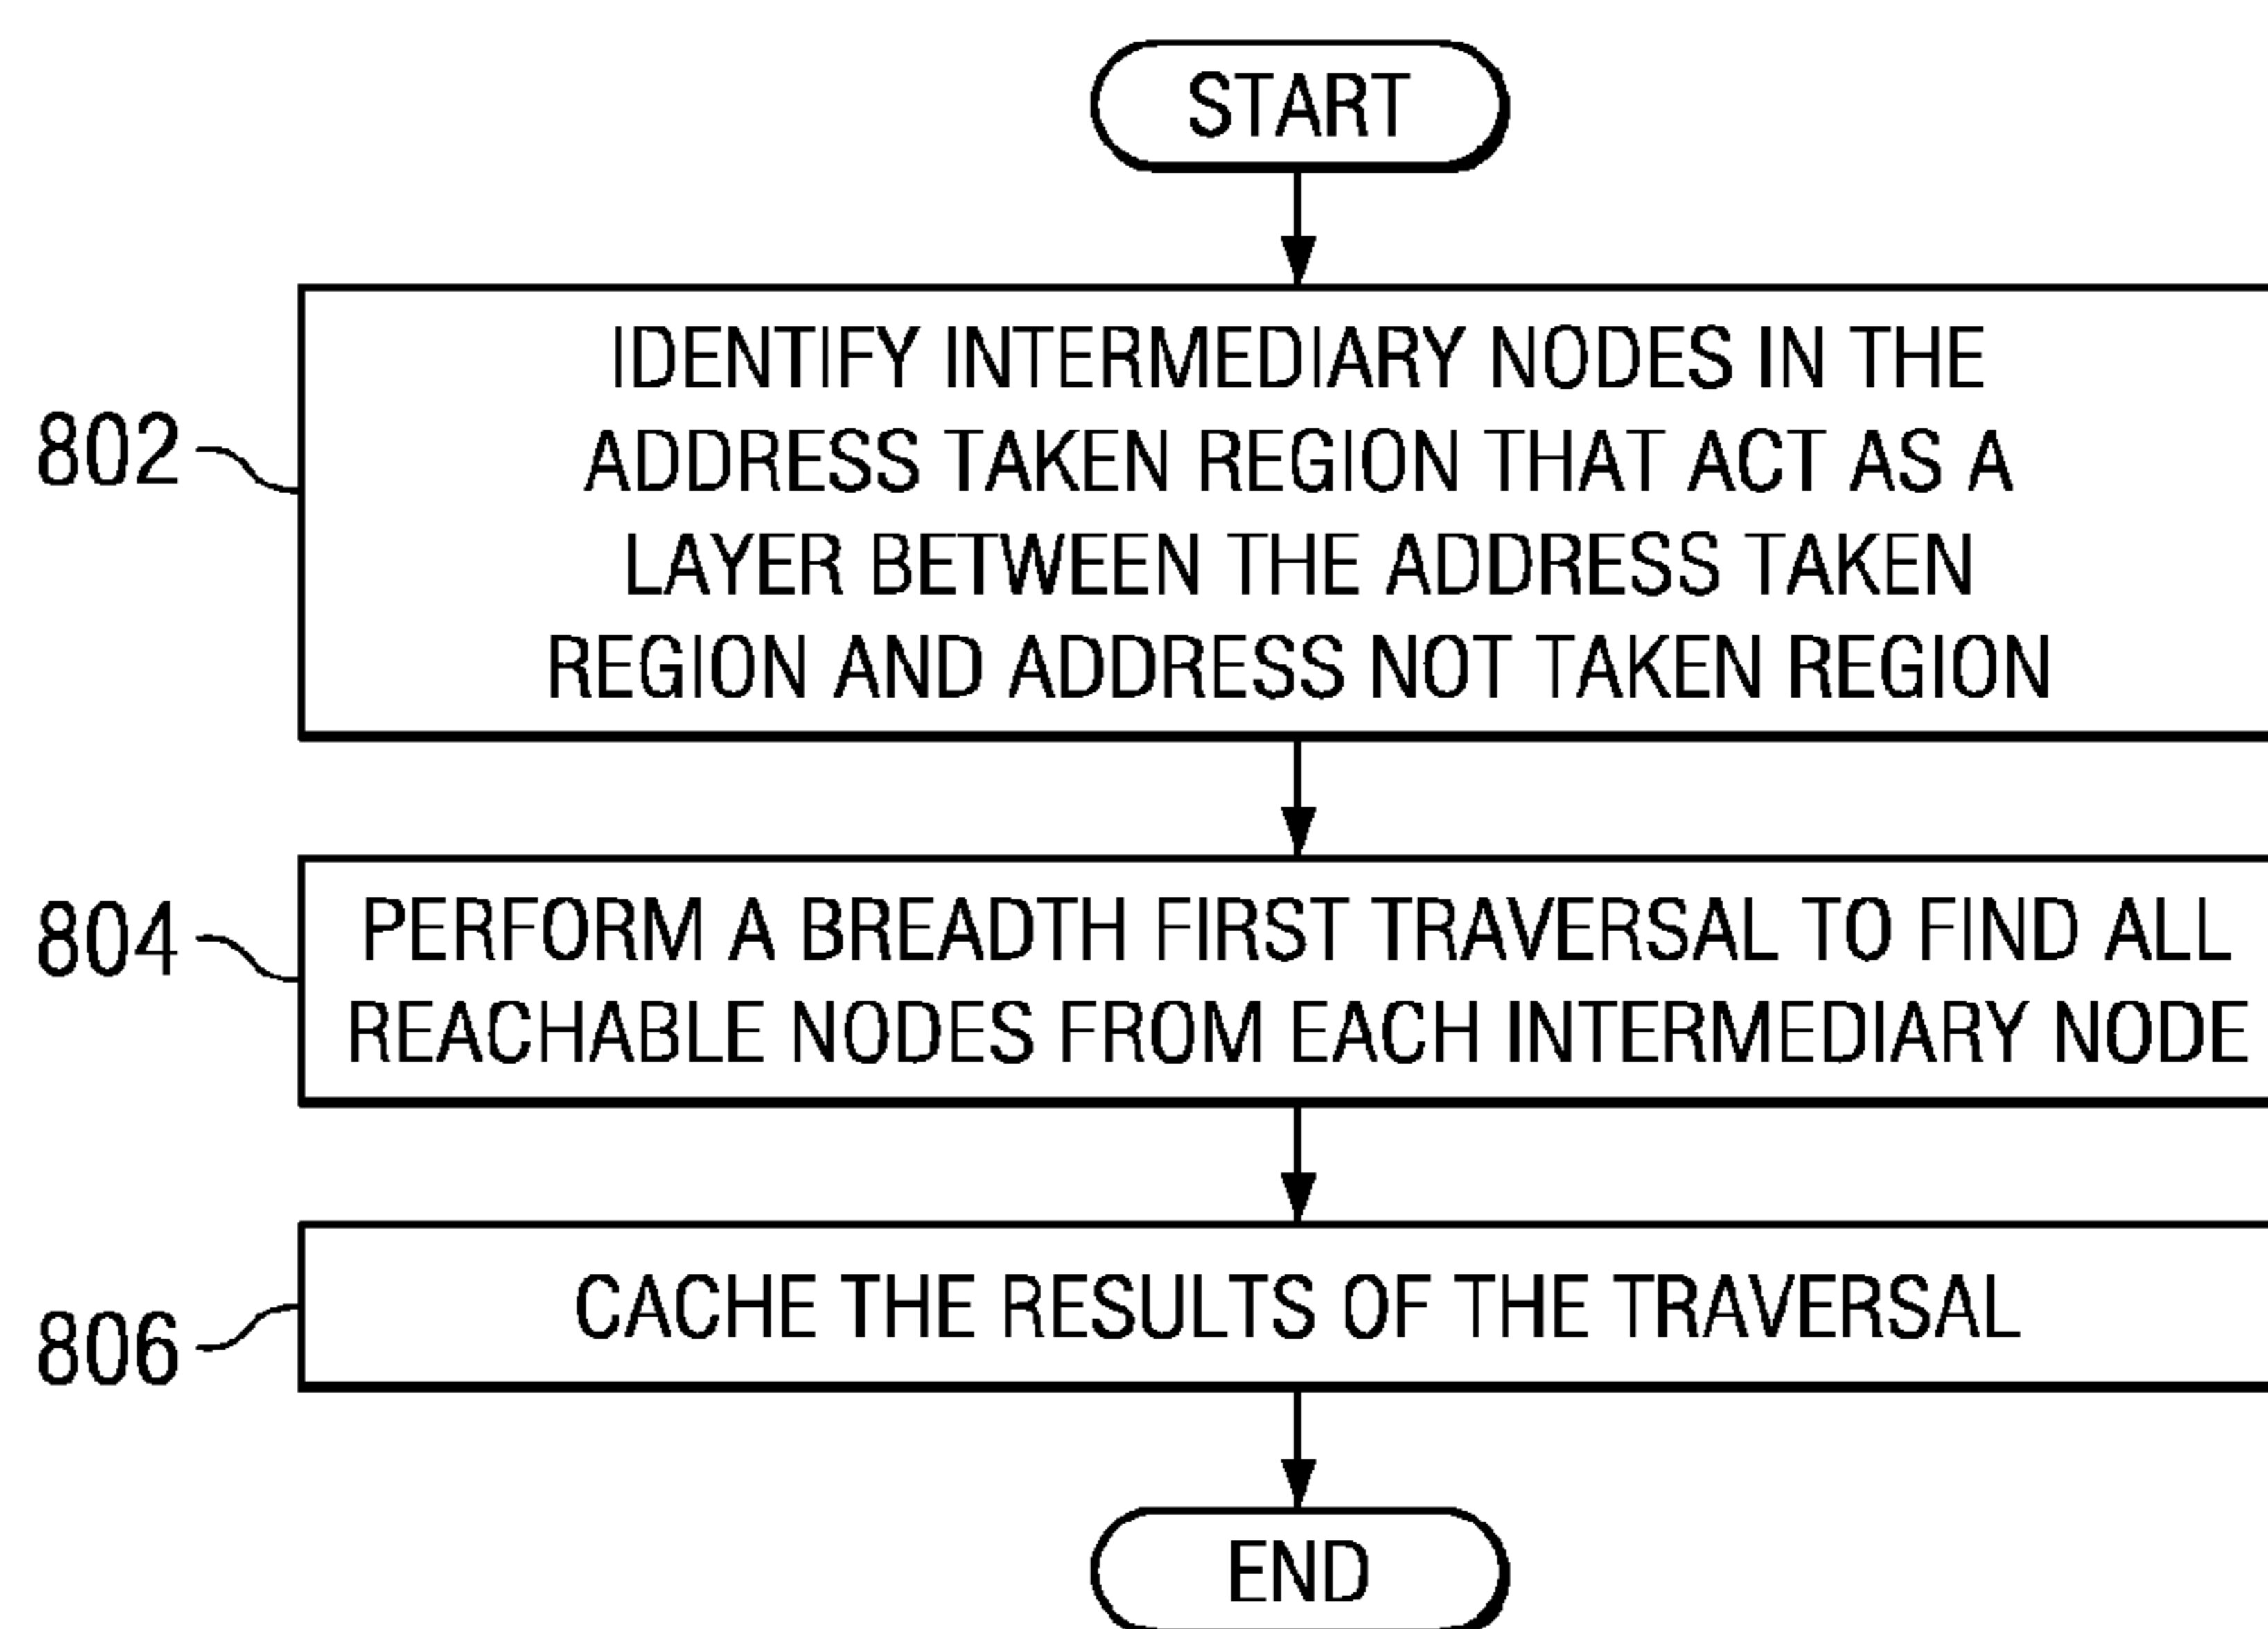 START
IDENTIFY INTERMEDIARY NODES IN THE
802
ADDRESS TAKEN REGION THAT ACT AS A
LAYER BETWEEN THE ADDRESS TAKEN
REGION AND ADDRESS NOT TAKEN REGION
804
PERFORM A BREADTH FIRST TRAVERSAL TO FIND ALL
REACHABLE NODES FROM EACH INTERMEDIARY NODE
806
CACHE THE RESULTS OF THE TRAVERSAL
END